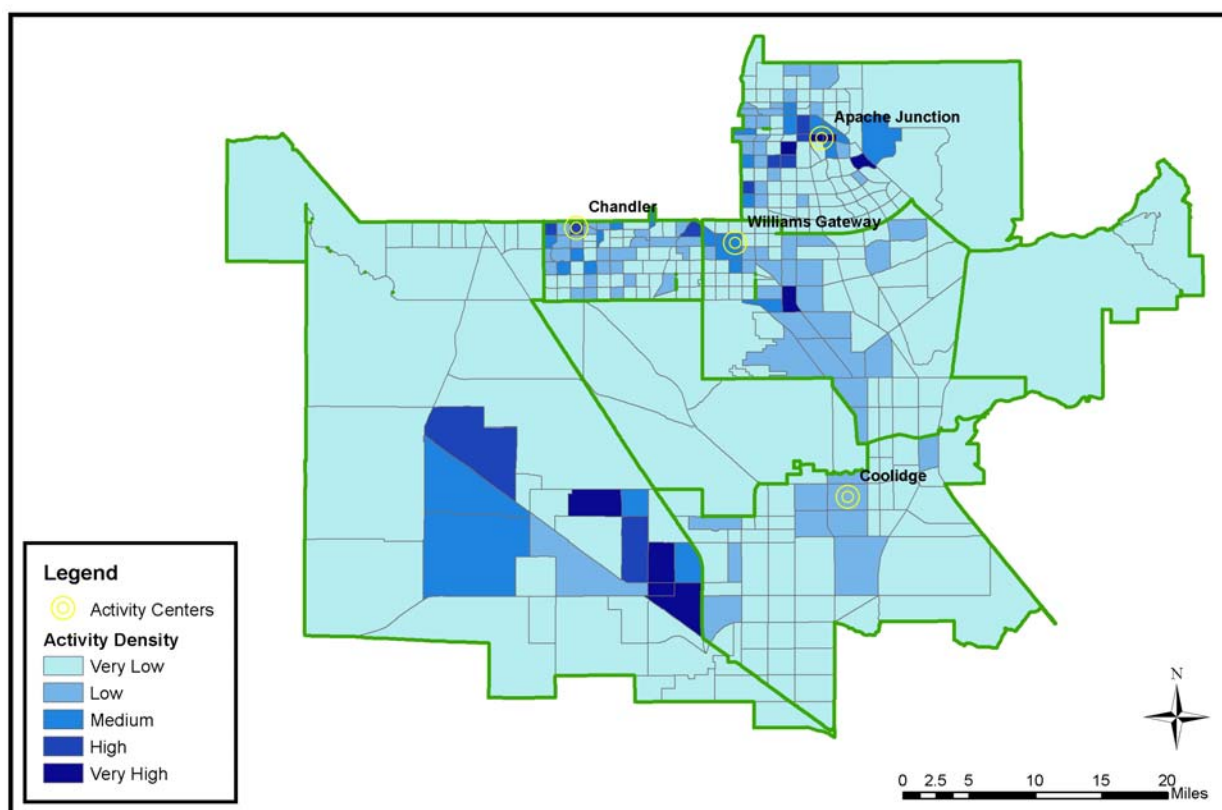 Apache Junction
Chandler
Williams Gateway
Coolidge
Legend
Activity Centers
Activity Density
Very Low
Low
Medium
High
Very High
N
0 2.5 5 10 15 20
Miles